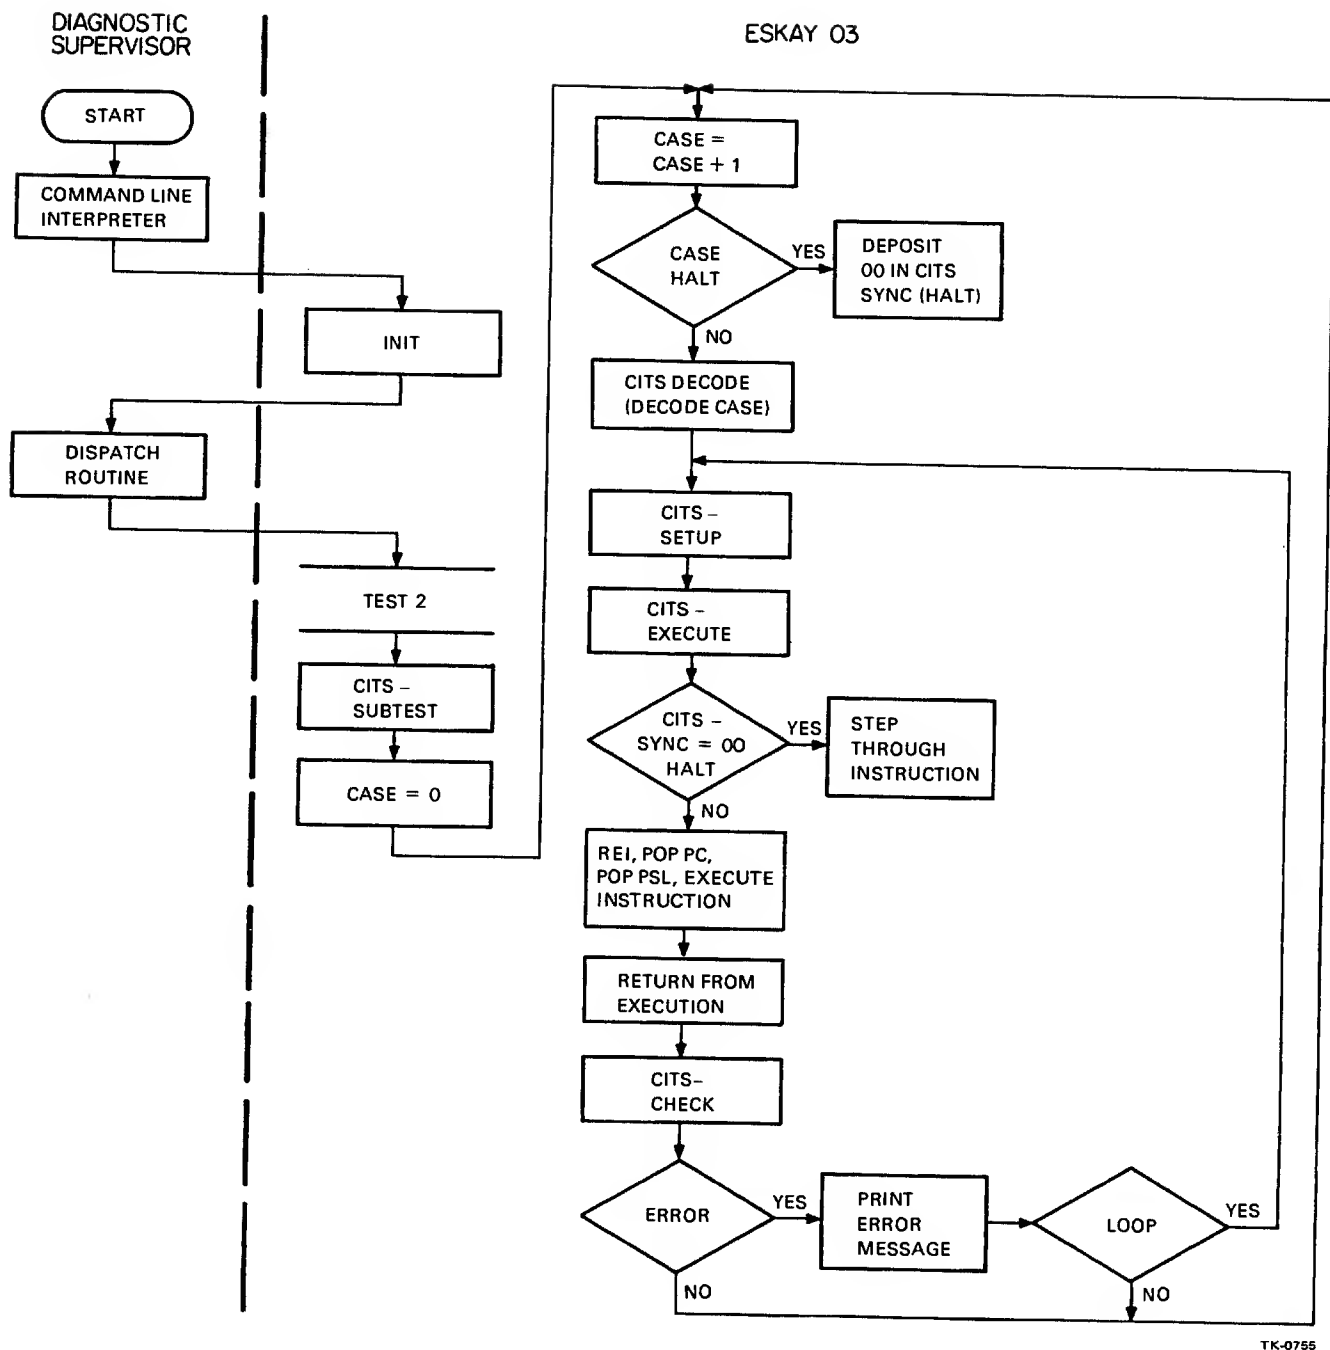 DIAGNOSTIC
SUPERVISOR
START
COMMAND LINE
INTERPRETER
INIT
DISPATCH
ROUTINE
TEST 2
CITS –
SUBTEST
CASE = 0
ESKAY 03
CASE =
CASE + 1
CASE
HALT
YES
DEPOSIT
00 IN CITS
SYNC (HALT)
NO
CITS DECODE
(DECODE CASE)
CITS –
SETUP
CITS –
EXECUTE
CITS –
SYNC = 00
HALT
YES
STEP
THROUGH
INSTRUCTION
NO
REI, POP PC,
POP PSL, EXECUTE
INSTRUCTION
RETURN FROM
EXECUTION
CITS–
CHECK
ERROR
YES
PRINT
ERROR
MESSAGE
LOOP
YES
NO
NO
TK-0755